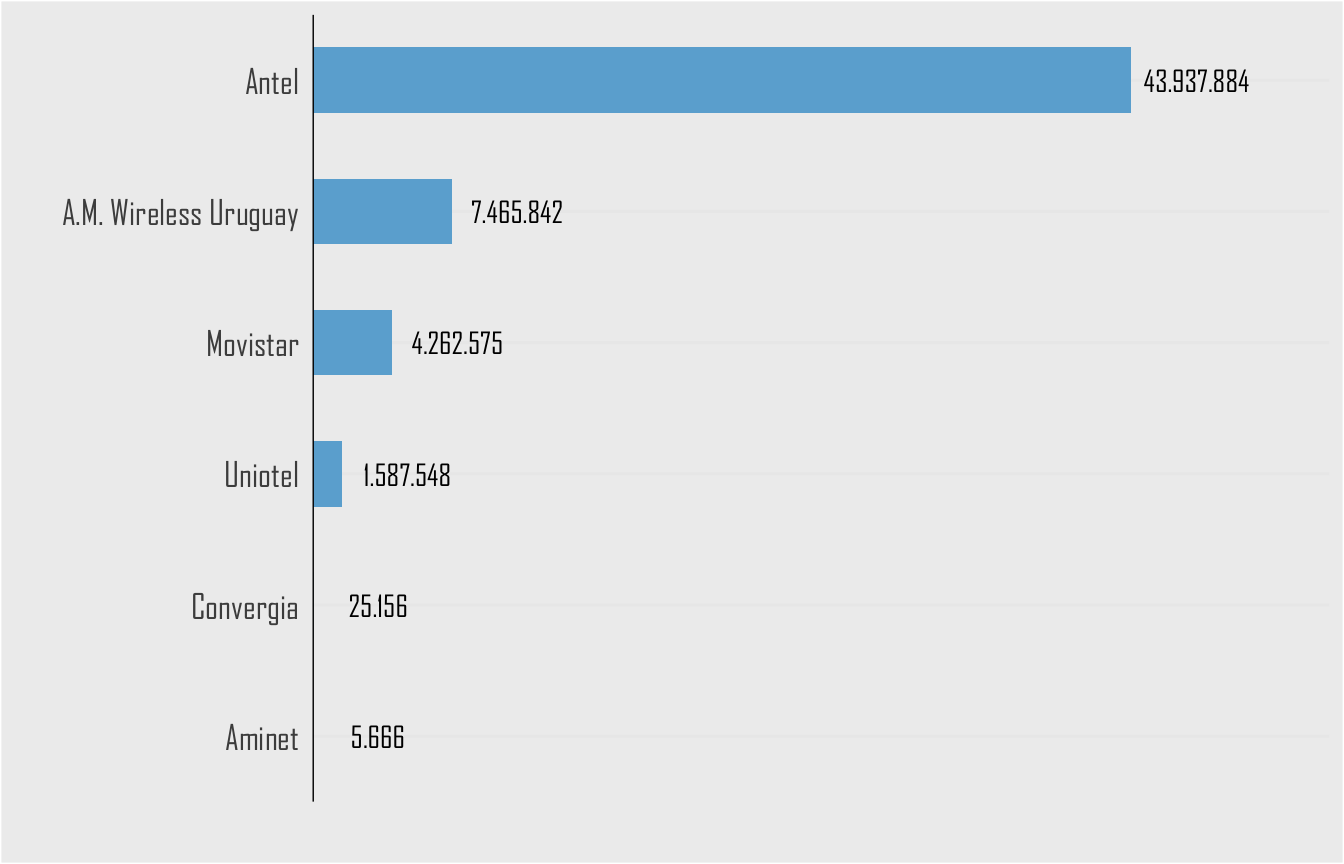 Antel 43.937.884
A.M. Wireless Uruguay 7.465.842
Movistar 4.262.575
Uniotel 1.587.548
Convergia 25.156
Aminet 5.666